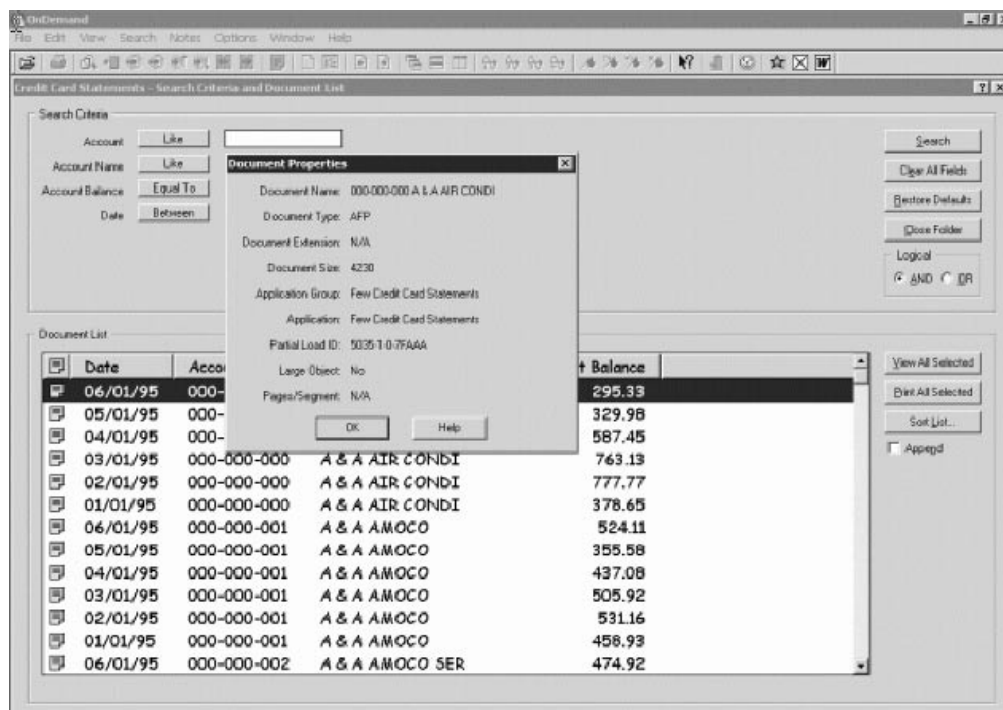 OnDemand
File Edit View Search Notes Options Window Help
Credit Card Statements - Search Criteria and Document List
Search Criteria
Account Like
Account Name Like
Account Balance Equal To
Date Between
Search
Clear All Fields
Restore Defaults
Close Folder
Logical
AND OR
Document Properties
Document Name: 000-000-000 A & A AIR CONDI
Document Type: AFP
Document Extension: N/A
Document Size: 4230
Application Group: Few Credit Card Statements
Application: Few Credit Card Statements
Partial Load ID: 5035-1-0-7FAAA
Large Object: No
Pages/Segment: N/A
OK Help
Document List
Date Accou t Balance
06/01/95 000- 295.33
05/01/95 000- 329.98
04/01/95 000- 587.45
03/01/95 000-000-000 A & A AIR CONDI 763.13
02/01/95 000-000-000 A & A AIR CONDI 777.77
01/01/95 000-000-000 A & A AIR CONDI 378.65
06/01/95 000-000-001 A & A AMOCO 524.11
05/01/95 000-000-001 A & A AMOCO 355.58
04/01/95 000-000-001 A & A AMOCO 437.08
03/01/95 000-000-001 A & A AMOCO 505.92
02/01/95 000-000-001 A & A AMOCO 531.16
01/01/95 000-000-001 A & A AMOCO 458.93
06/01/95 000-000-002 A & A AMOCO SER 474.92
View All Selected
Print All Selected
Sort List...
Append